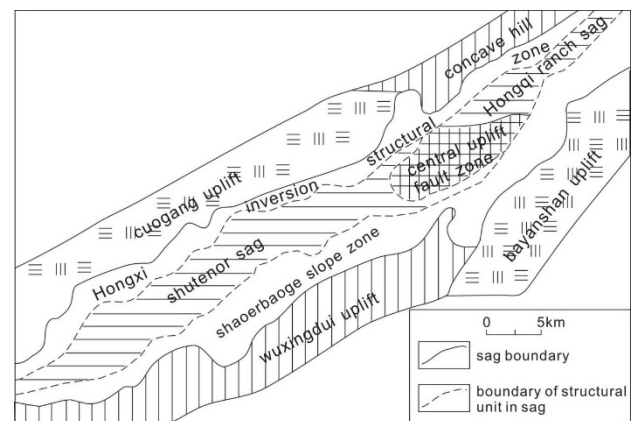 concave hill
zone
Hongqi ranch sag
structural
central uplift
fault zone
inversion
cuogang uplift
Hongxi
shutenor sag
shaoerbaoge slope zone
wuxingdui uplift
bayanshan uplift
0 5km
sag boundary
boundary of structural
unit in sag